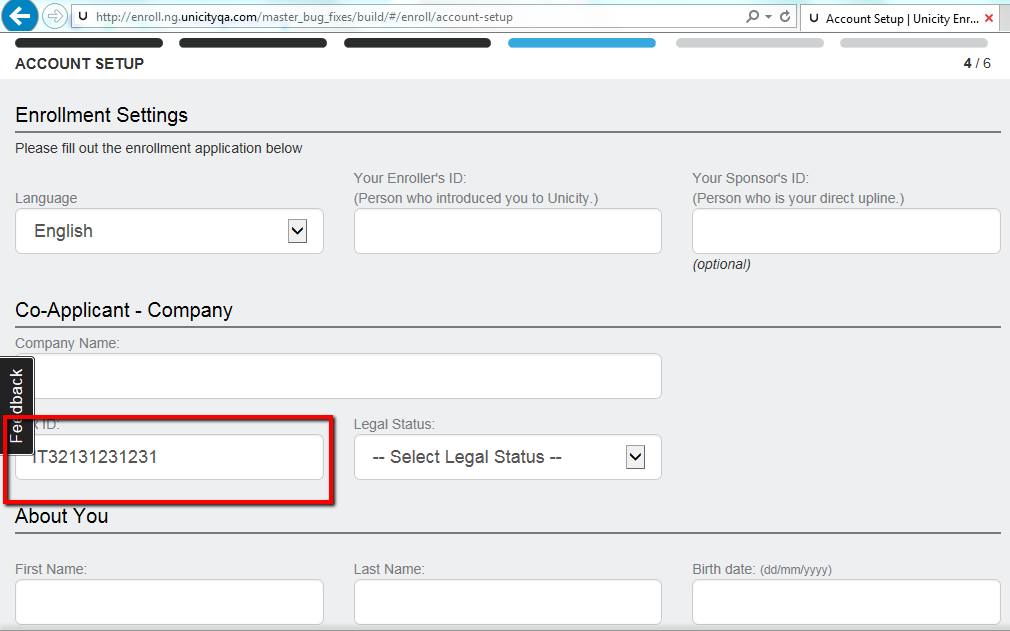 http://enroll.ng.unicityqa.com/master_bug_fixes/build/#/enroll/account-setup
U Account Setup | Unicity Enr...
ACCOUNT SETUP
4 / 6
Enrollment Settings
Please fill out the enrollment application below
Language
English
Your Enroller's ID:
(Person who introduced you to Unicity.)
Your Sponsor's ID:
(Person who is your direct upline.)
(optional)
Co-Applicant - Company
Company Name:
Feedback
ID:
IT32131231231
Legal Status:
-- Select Legal Status --
About You
First Name:
Last Name:
Birth date: (dd/mm/yyyy)